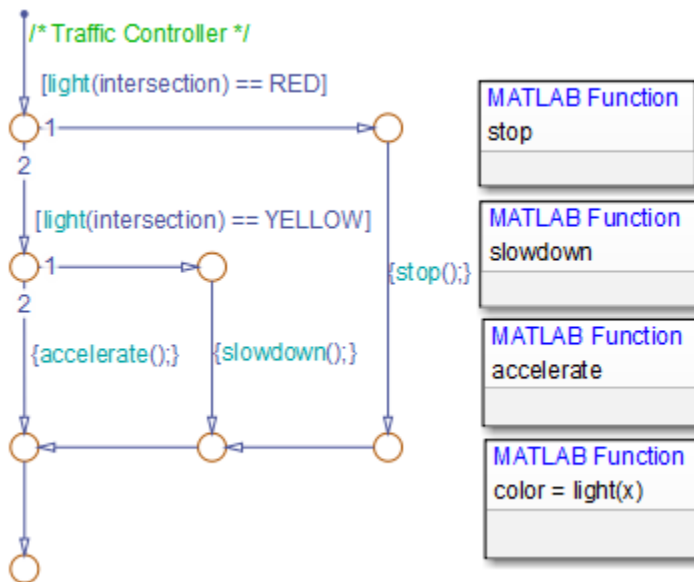 /* Traffic Controller */
[light(intersection) == RED]
1
2
[light(intersection) == YELLOW]
1
2
{stop();}
{accelerate();}
{slowdown();}
MATLAB Function
stop
MATLAB Function
slowdown
MATLAB Function
accelerate
MATLAB Function
color = light(x)